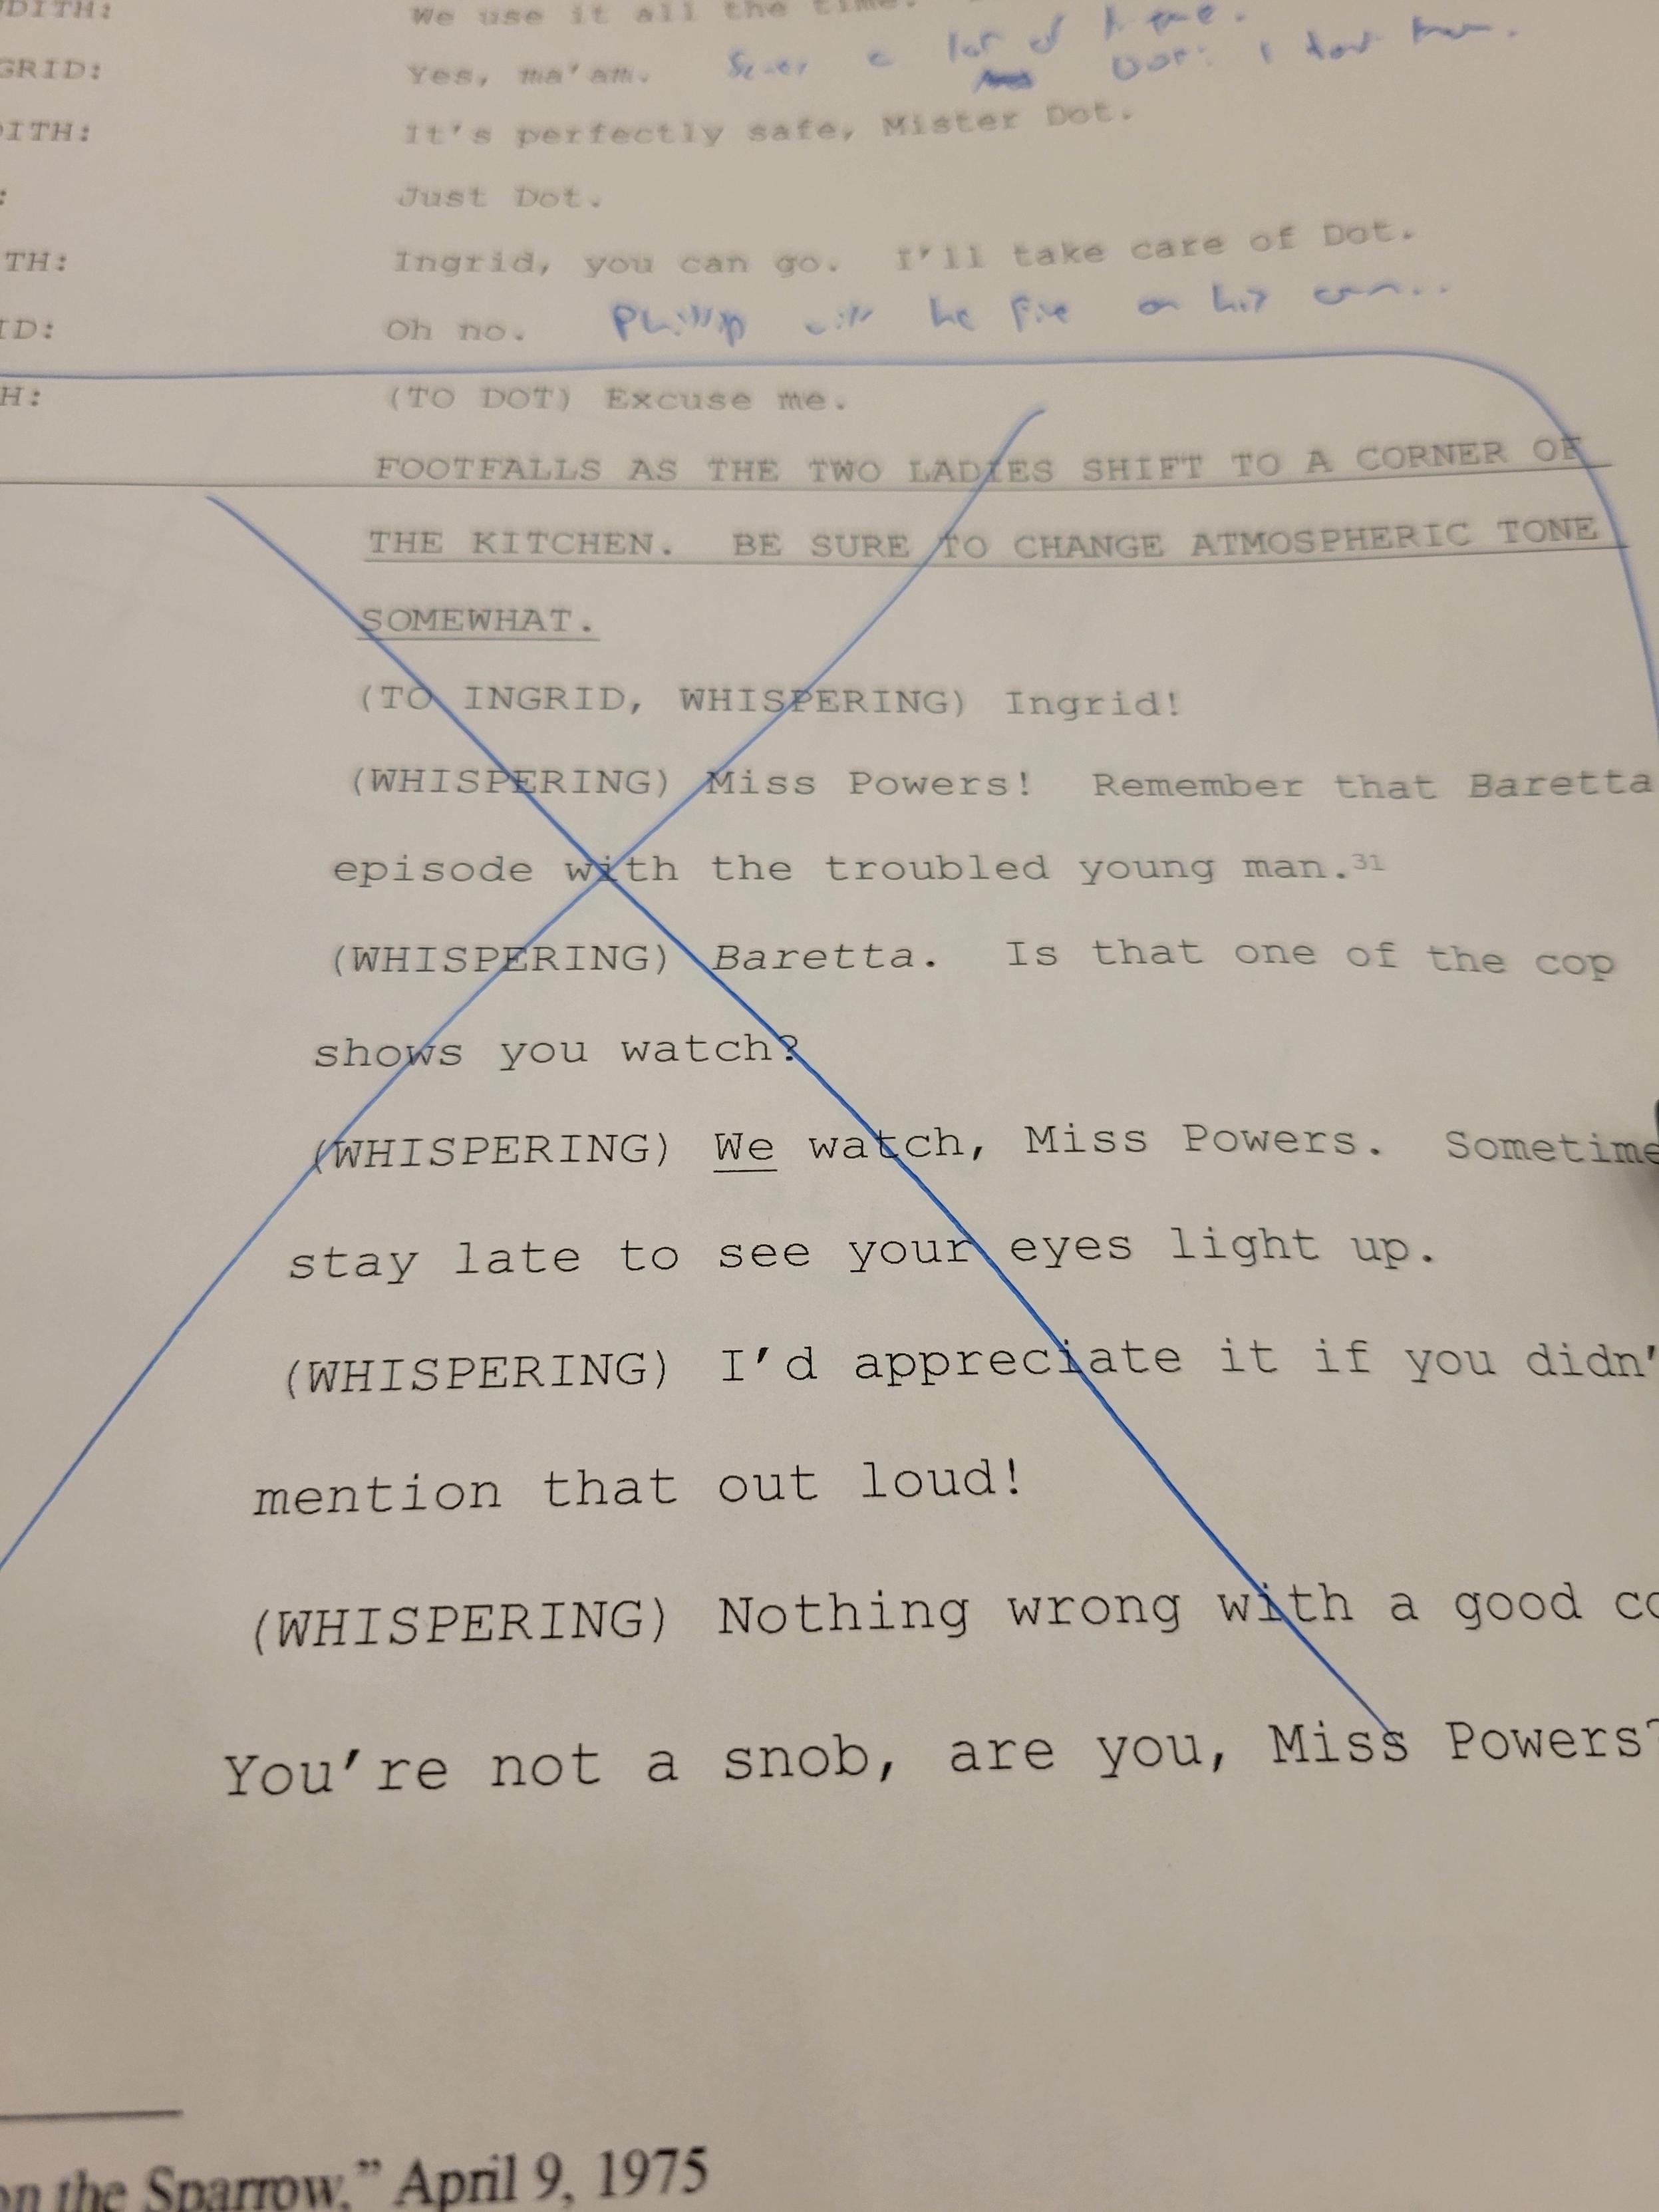 DITH: We use it all the time.
GRID: Yes, ma'am. a lot of
DITH: It's perfectly safe, Mister Dot.
: Just Dot.
TH: Ingrid, you can go. I'll take care of Dot.
ID: Oh no. Phillip will be fine on his own..
H: (TO DOT) Excuse me.
FOOTFALLS AS THE TWO LADIES SHIFT TO A CORNER OF
THE KITCHEN. BE SURE TO CHANGE ATMOSPHERIC TONE
SOMEWHAT.
(TO INGRID, WHISPERING) Ingrid!
(WHISPERING) Miss Powers! Remember that Baretta
episode with the troubled young man.31
(WHISPERING) Baretta. Is that one of the cop
shows you watch?
(WHISPERING) We watch, Miss Powers. Sometime
stay late to see your eyes light up.
(WHISPERING) I'd appreciate it if you didn'
mention that out loud!
(WHISPERING) Nothing wrong with a good co
You're not a snob, are you, Miss Powers?
on the Sparrow," April 9, 1975